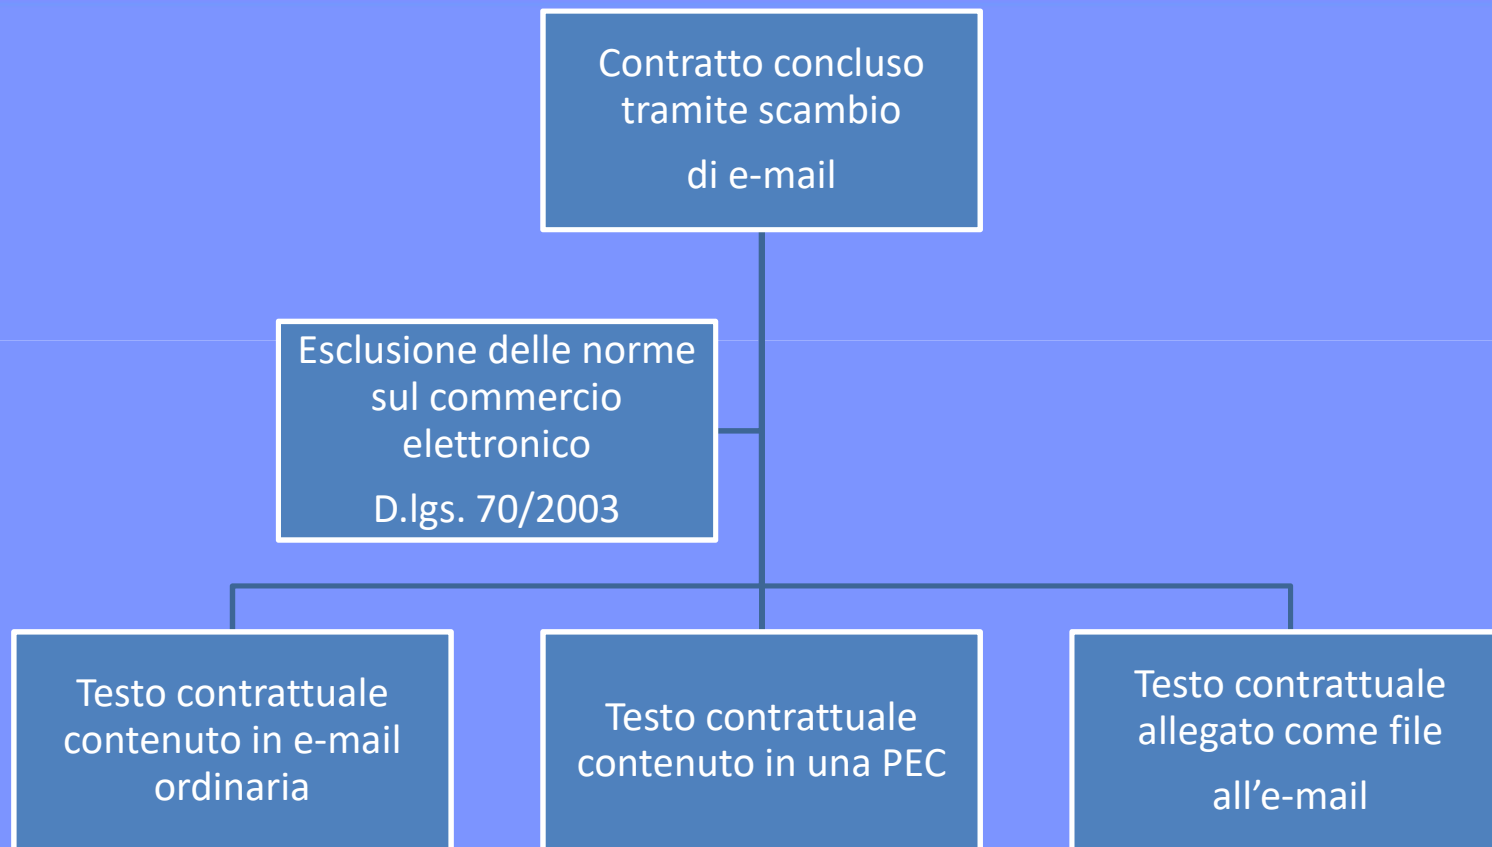 Contratto concluso
tramite scambio
di e-mail
Esclusione delle norme
sul commercio
elettronico
D.lgs. 70/2003
Testo contrattuale
contenuto in e-mail
ordinaria
Testo contrattuale
contenuto in una PEC
Testo contrattuale
allegato come file
all’e-mail